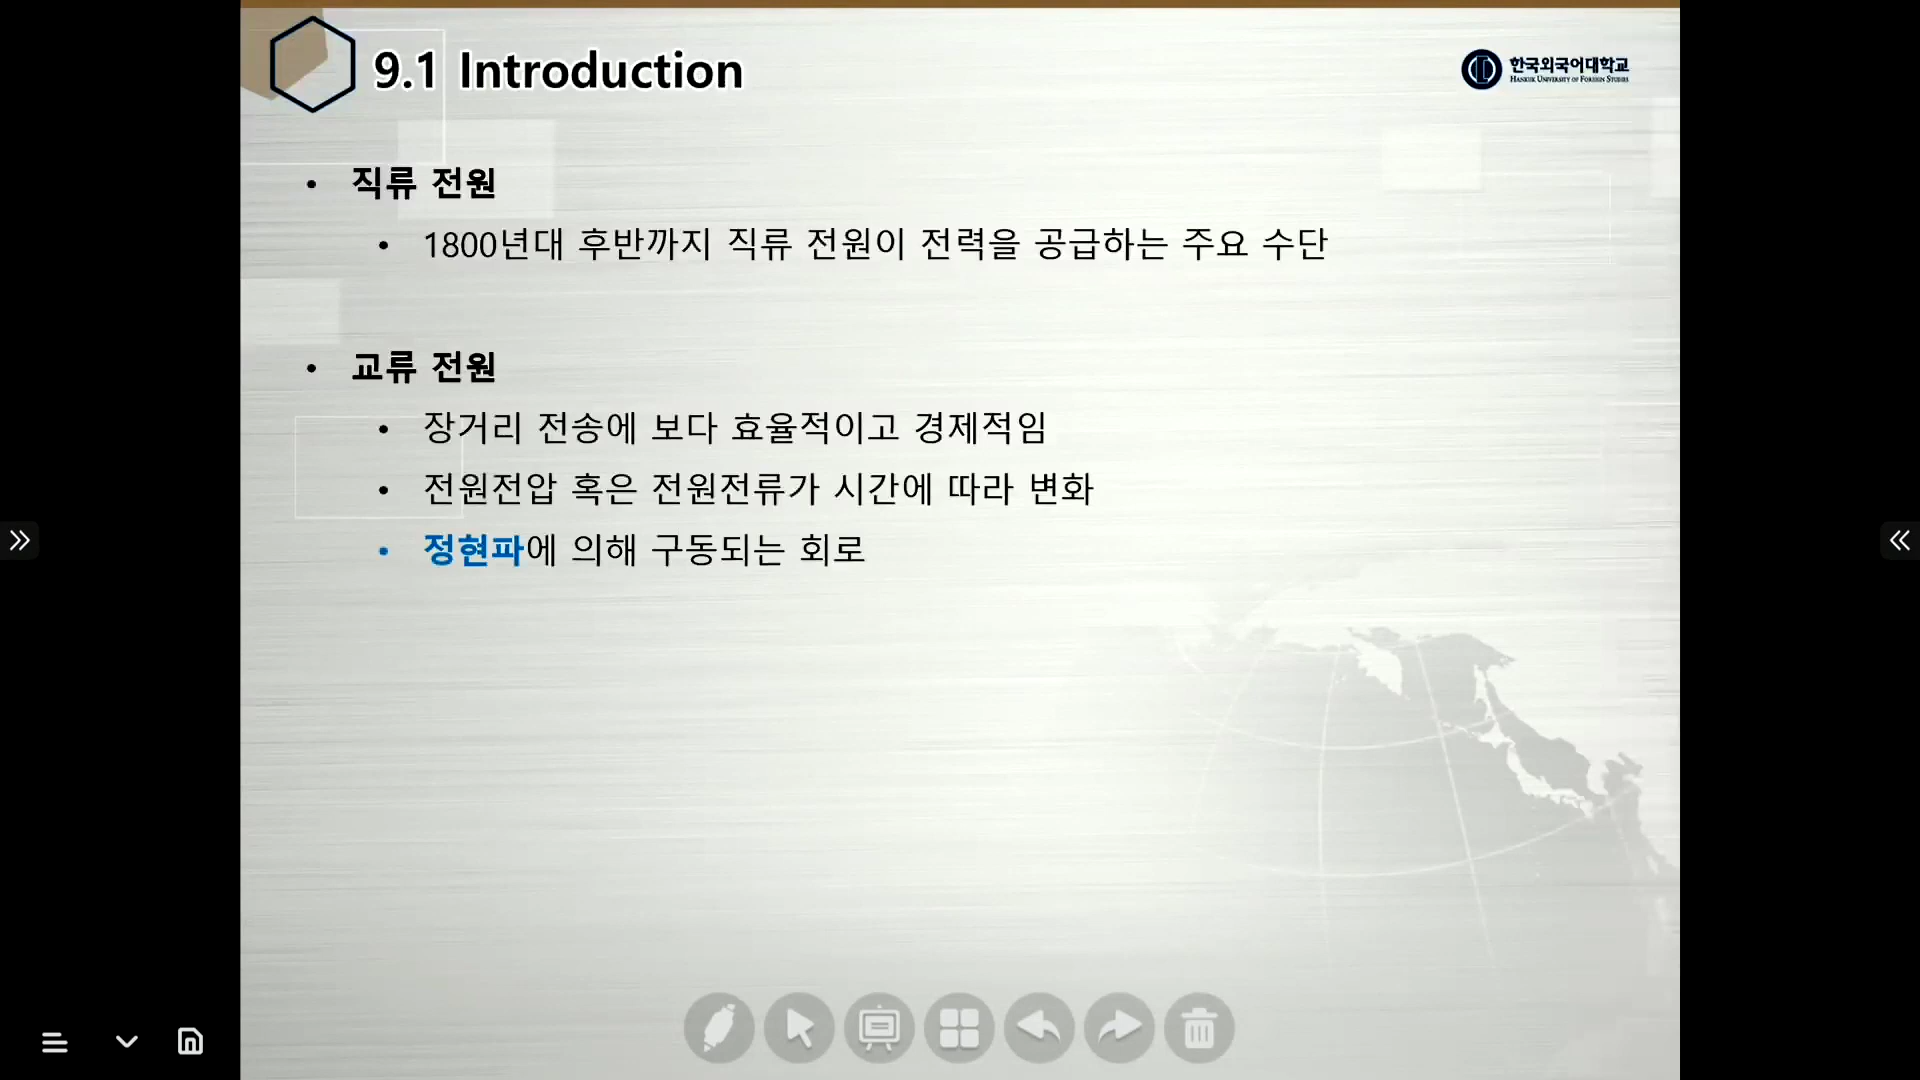 9.1 Introduction
한국외국어대학교
HANKUK UNIVERSITY OF FOREIGN STUDIES
• 직류 전원
• 1800년대 후반까지 직류 전원이 전력을 공급하는 주요 수단
• 교류 전원
• 장거리 전송에 보다 효율적이고 경제적임
• 전원전압 혹은 전원전류가 시간에 따라 변화
• 정현파에 의해 구동되는 회로